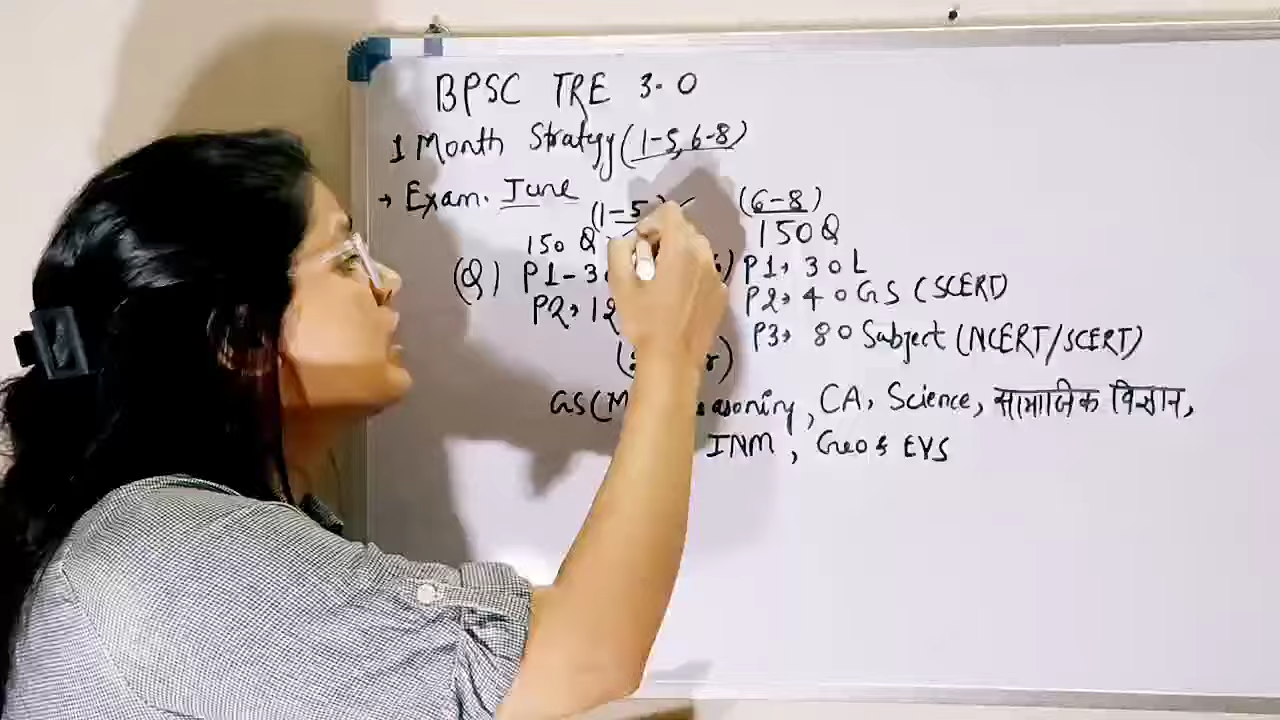 BPSC TRE 3.0
1 Month Strategy (1-5, 6-8)
→ Exam. June
(1-5)
150 Q
(Q) P1-3
P2→ 12
(6-8)
150Q
P1→ 30 L
P2→ 40 GS (SCERT)
P3→ 80 Subject (NCERT/SCERT)
GS(M
, CA, Science, सामाजिक विज्ञान,
INM, Geo & EVS